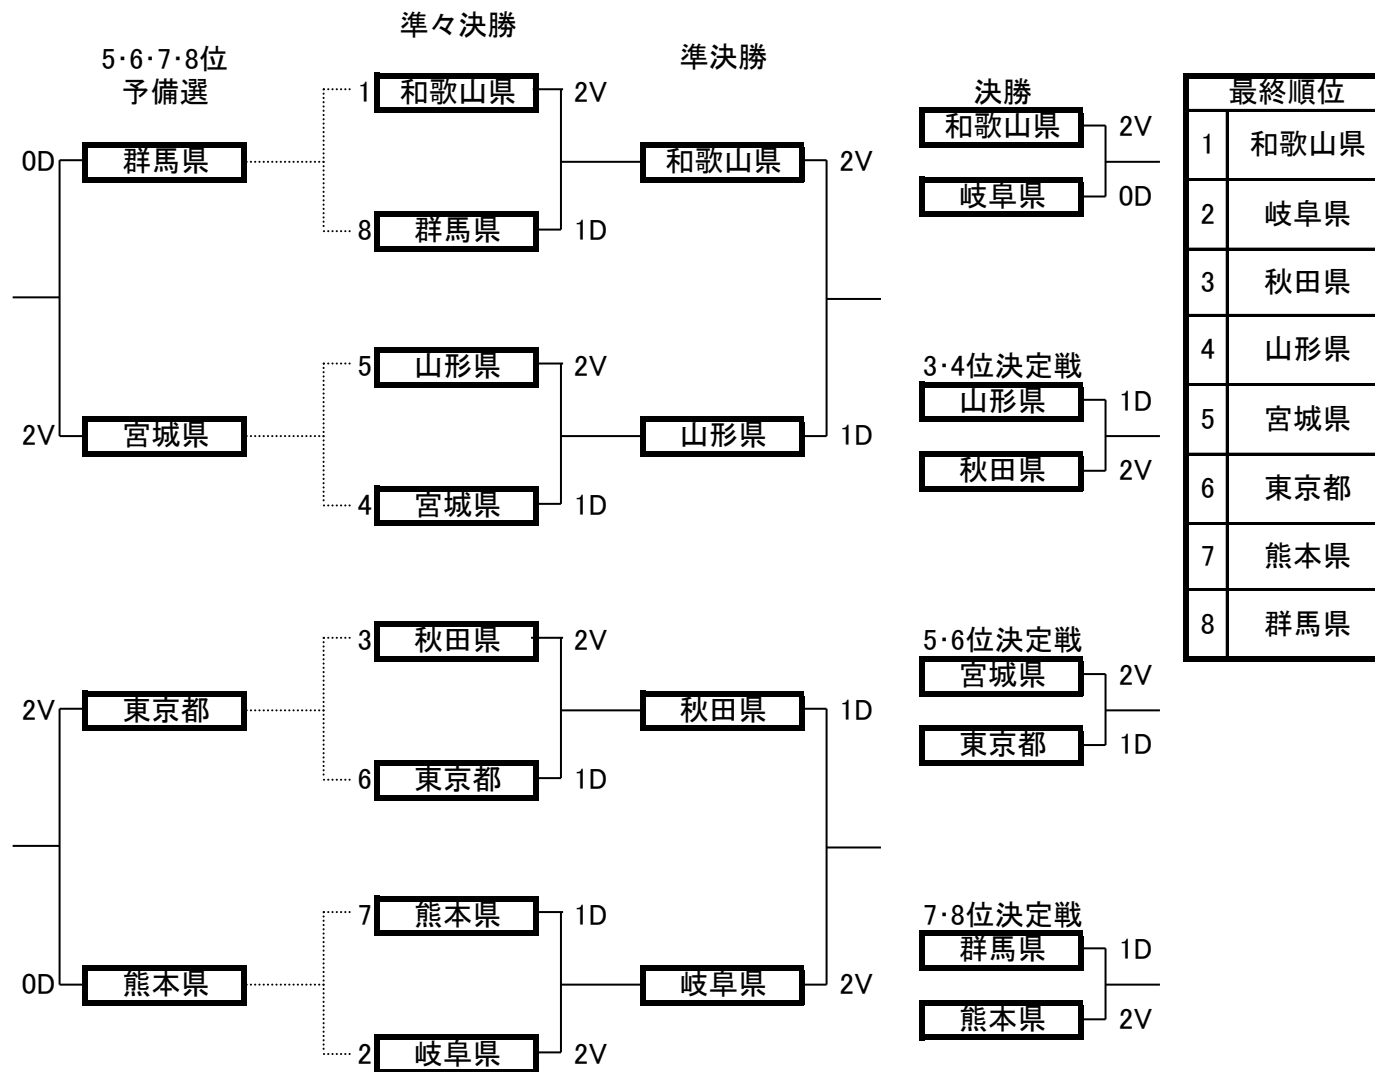 準々決勝
5・6・7・8位
予備選
準決勝
決勝
最終順位
1 和歌山県 2V
和歌山県 2V
1 和歌山県
0D 群馬県
和歌山県 2V
岐阜県 0D
2 岐阜県
8 群馬県 1D
3 秋田県
5 山形県 2V
3・4位決定戦
山形県 1D
4 山形県
2V 宮城県
山形県 1D
秋田県 2V
5 宮城県
4 宮城県 1D
6 東京都
7 熊本県
3 秋田県 2V
5・6位決定戦
8 群馬県
宮城県 2V
2V 東京都
秋田県 1D
東京都 1D
6 東京都 1D
7 熊本県 1D
7・8位決定戦
群馬県 1D
0D 熊本県
岐阜県 2V
熊本県 2V
2 岐阜県 2V